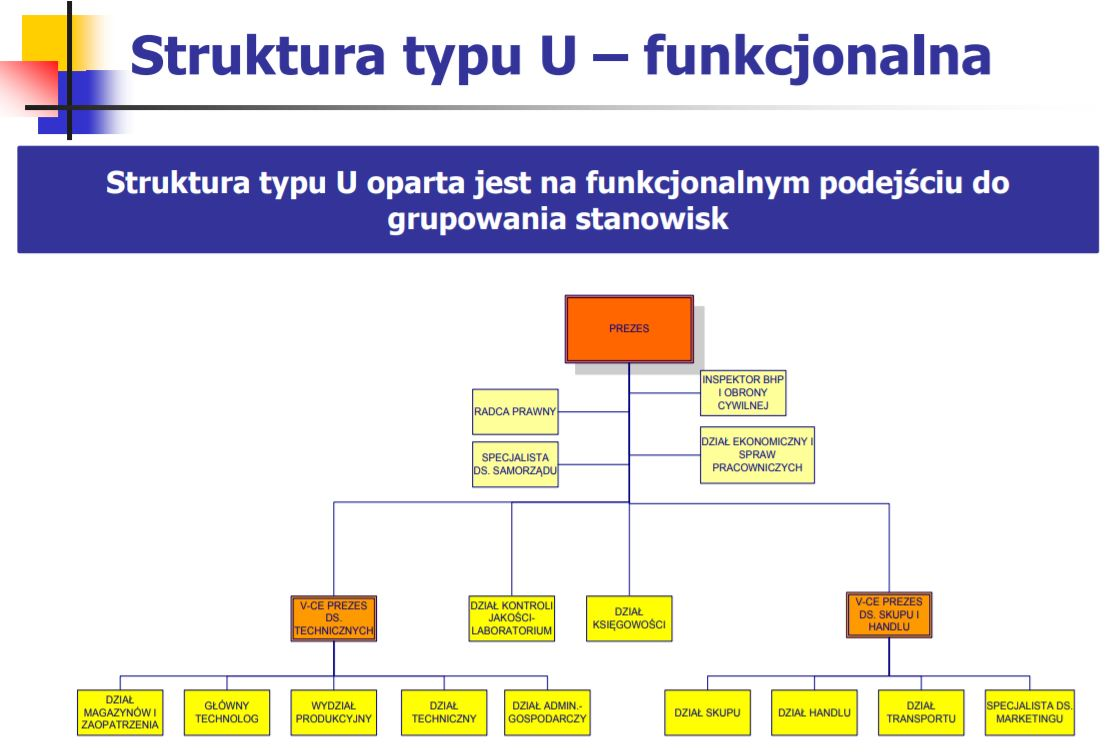 Struktura typu U – funkcjonalna
Struktura typu U oparta jest na funkcjonalnym podejściu do
grupowania stanowisk
PREZES
RADCA PRAWNY
INSPEKTOR BHP
I OBRONY
CYWILNEJ
SPECJALISTA
DS. SAMORZĄDU
DZIAŁ EKONOMICZNY I
SPRAW
PRACOWNICZYCH
V-CE PREZES
DS.
TECHNICZNYCH
DZIAŁ KONTROLI
JAKOŚCI-
LABORATORIUM
DZIAŁ
KSIĘGOWOŚCI
V-CE PREZES
DS. SKUPU I
HANDLU
DZIAŁ
MAGAZYNÓW I
ZAOPATRZENIA
GŁÓWNY
TECHNOLOG
WYDZIAŁ
PRODUKCYJNY
DZIAŁ
TECHNICZNY
DZIAŁ ADMIN.-
GOSPODARCZY
DZIAŁ SKUPU
DZIAŁ HANDLU
DZIAŁ
TRANSPORTU
SPECJALISTA DS.
MARKETINGU